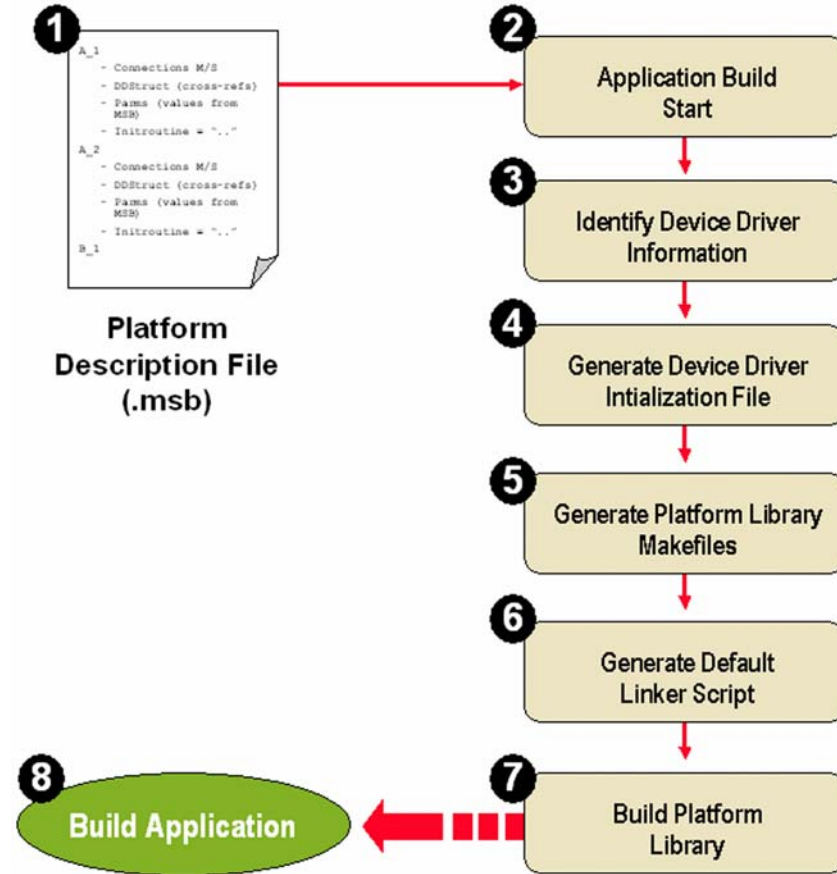 1
A_1
- Connections M/S
- DDStruct (cross-refs)
- Parms (values from
MSB)
- Initroutine = ".."
A_2
- Connections M/S
- DDStruct (cross-refs)
- Parms (values from
MSB)
- Initroutine = ".."
B_1
Platform
Description File
(.msb)
2
Application Build
Start
3
Identify Device Driver
Information
4
Generate Device Driver
Intialization File
5
Generate Platform Library
Makefiles
6
Generate Default
Linker Script
7
Build Platform
Library
8
Build Application